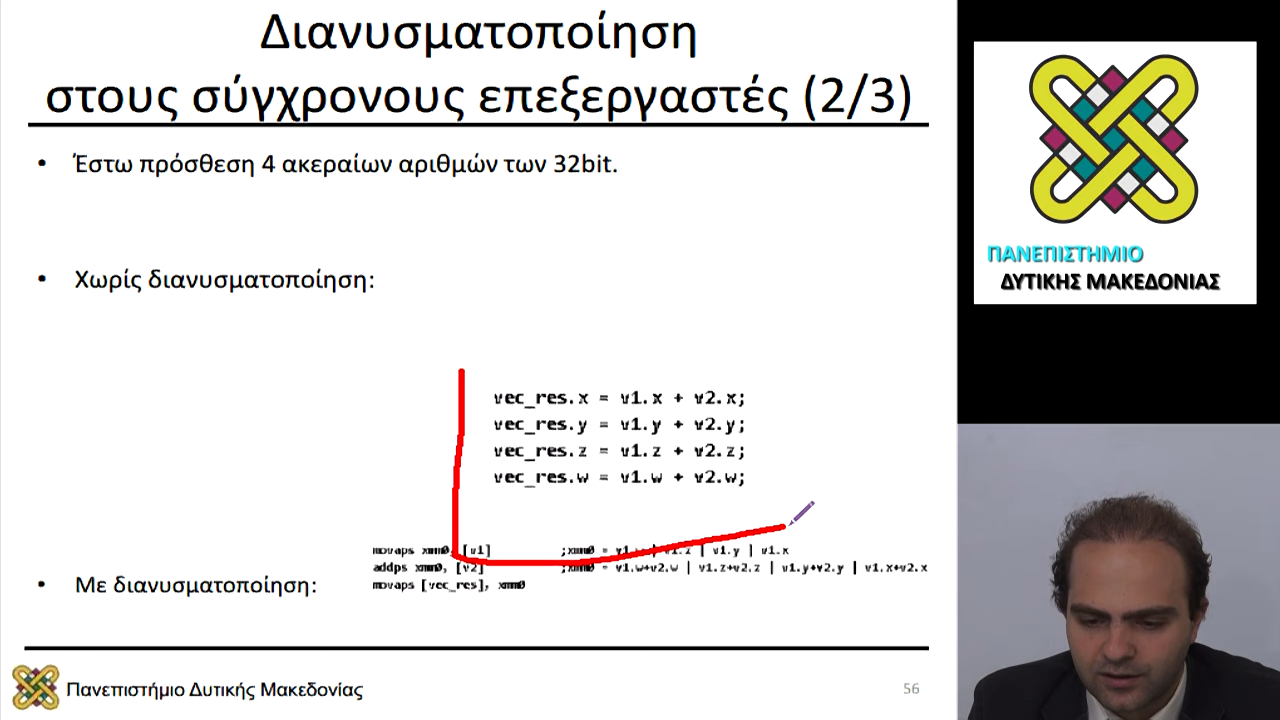 Διανυσματοποίηση
στους σύγχρονους επεξεργαστές (2/3)
• Έστω πρόσθεση 4 ακεραίων αριθμών των 32bit.
• Χωρίς διανυσματοποίηση:
vec_res.x = v1.x + v2.x;
vec_res.y = v1.y + v2.y;
vec_res.z = v1.z + v2.z;
vec_res.w = v1.w + v2.w;
movaps xmm0, [v1] ;xmm0 = v1.w | v1.z | v1.y | v1.x
addps xmm0, [v2] ;xmm0 = v1.w+v2.w | v1.z+v2.z | v1.y+v2.y | v1.x+v2.x
movaps [vec_res], xmm0
• Με διανυσματοποίηση:
Πανεπιστήμιο Δυτικής Μακεδονίας
56
ΠΑΝΕΠΙΣΤΗΜΙΟ
ΔΥΤΙΚΗΣ ΜΑΚΕΔΟΝΙΑΣ